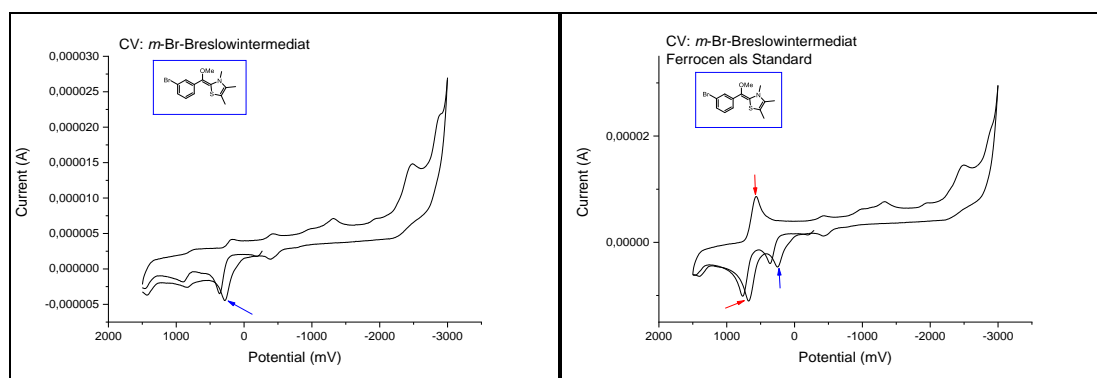 CV: m-Br-Breslowintermediat
OMe
Br
N
S
0,000030
0,000025
0,000020
0,000015
0,000010
0,000005
0,000000
-0,000005
Current (A)
2000 1000 0 -1000 -2000 -3000
Potential (mV)
CV: m-Br-Breslowintermediat
Ferrocen als Standard
OMe
Br
N
S
0,00002
0,00000
Current (A)
2000 1000 0 -1000 -2000 -3000
Potential (mV)